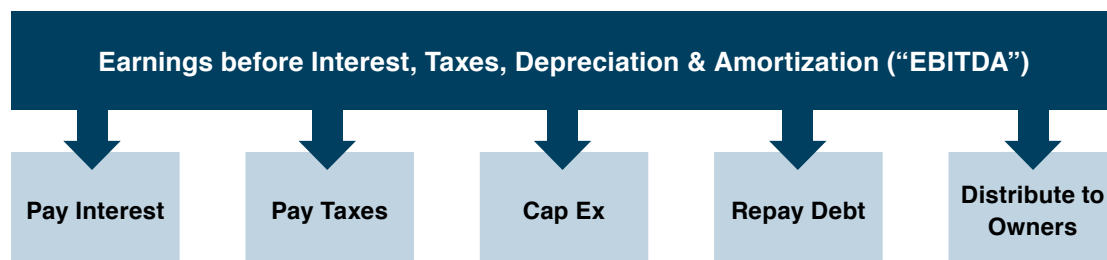 Earnings before Interest, Taxes, Depreciation & Amortization (“EBITDA”)
Pay Interest
Pay Taxes
Cap Ex
Repay Debt
Distribute to
Owners